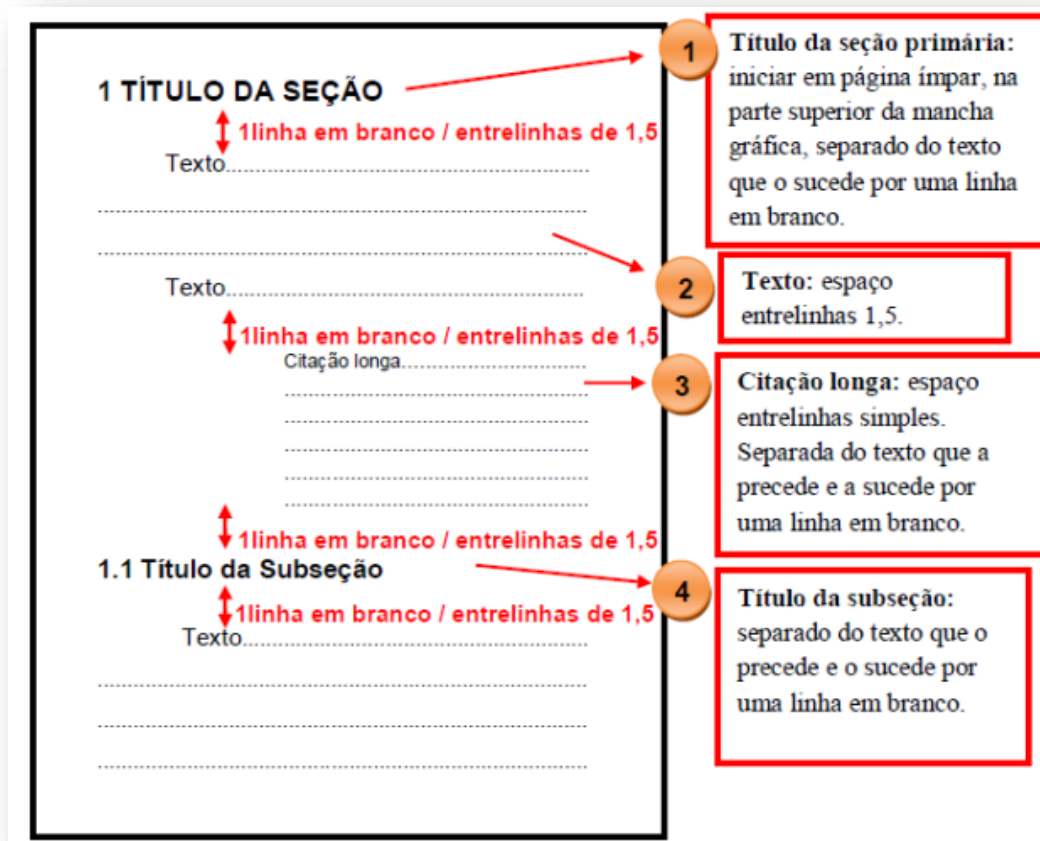 1 TÍTULO DA SEÇÃO
1linha em branco / entrelinhas de 1,5
Texto.....................................................................
.............................................................................................
.............................................................................................
Texto....................................................................
1linha em branco / entrelinhas de 1,5
Citação longa..............................
.........................................................
.........................................................
.........................................................
.........................................................
.........................................................
1linha em branco / entrelinhas de 1,5
1.1 Título da Subseção
1linha em branco / entrelinhas de 1,5
Texto..................................................................
.............................................................................................
.............................................................................................
.............................................................................................
1
Título da seção primária:
iniciar em página ímpar, na
parte superior da mancha
gráfica, separado do texto
que o sucede por uma linha
em branco.
2
Texto: espaço
entrelinhas 1,5.
3
Citação longa: espaço
entrelinhas simples.
Separada do texto que a
precede e a sucede por
uma linha em branco.
4
Título da subseção:
separado do texto que o
precede e o sucede por
uma linha em branco.